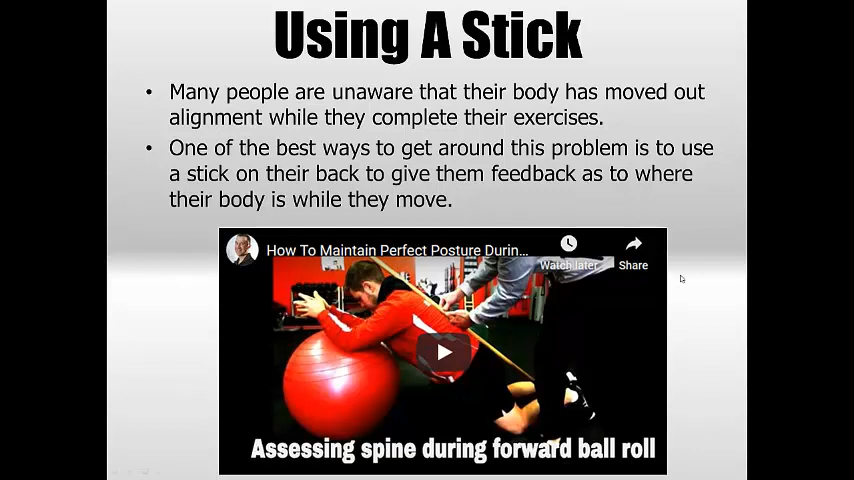 Using A Stick
• Many people are unaware that their body has moved out
alignment while they complete their exercises.
• One of the best ways to get around this problem is to use
a stick on their back to give them feedback as to where
their body is while they move.
How To Maintain Perfect Posture Durin...
Watch later
Share
Assessing spine during forward ball roll